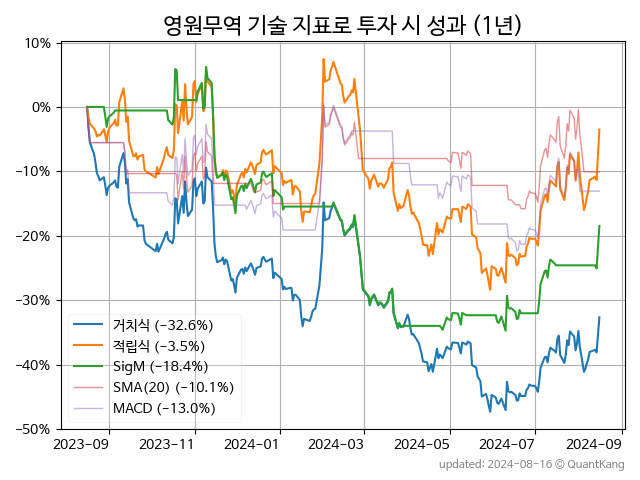 영원무역 기술 지표로 투자 시 성과 (1년)
10%
0%
−10%
−20%
−30%
−40%
−50%
거치식 (−32.6%)
적립식 (−3.5%)
SigM (−18.4%)
SMA(20) (−10.1%)
MACD (−13.0%)
2023-09
2023-11
2024-01
2024-03
2024-05
2024-07
2024-09
updated: 2024-08-16 © QuantKang